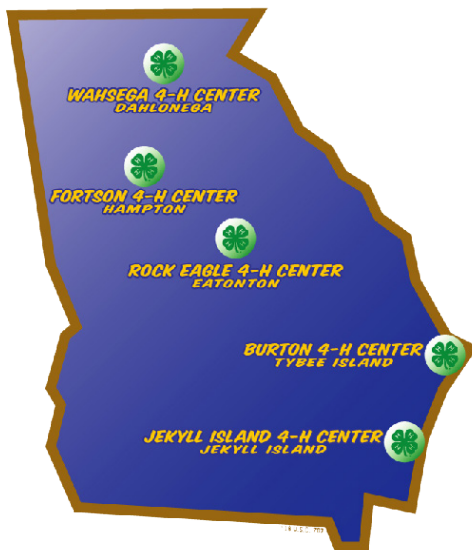 WAHSEGA 4-H CENTER
DAHLONEGA
FORTSON 4-H CENTER
HAMPTON
ROCK EAGLE 4-H CENTER
EATONTON
BURTON 4-H CENTER
TYBEE ISLAND
JEKYLL ISLAND 4-H CENTER
JEKYLL ISLAND